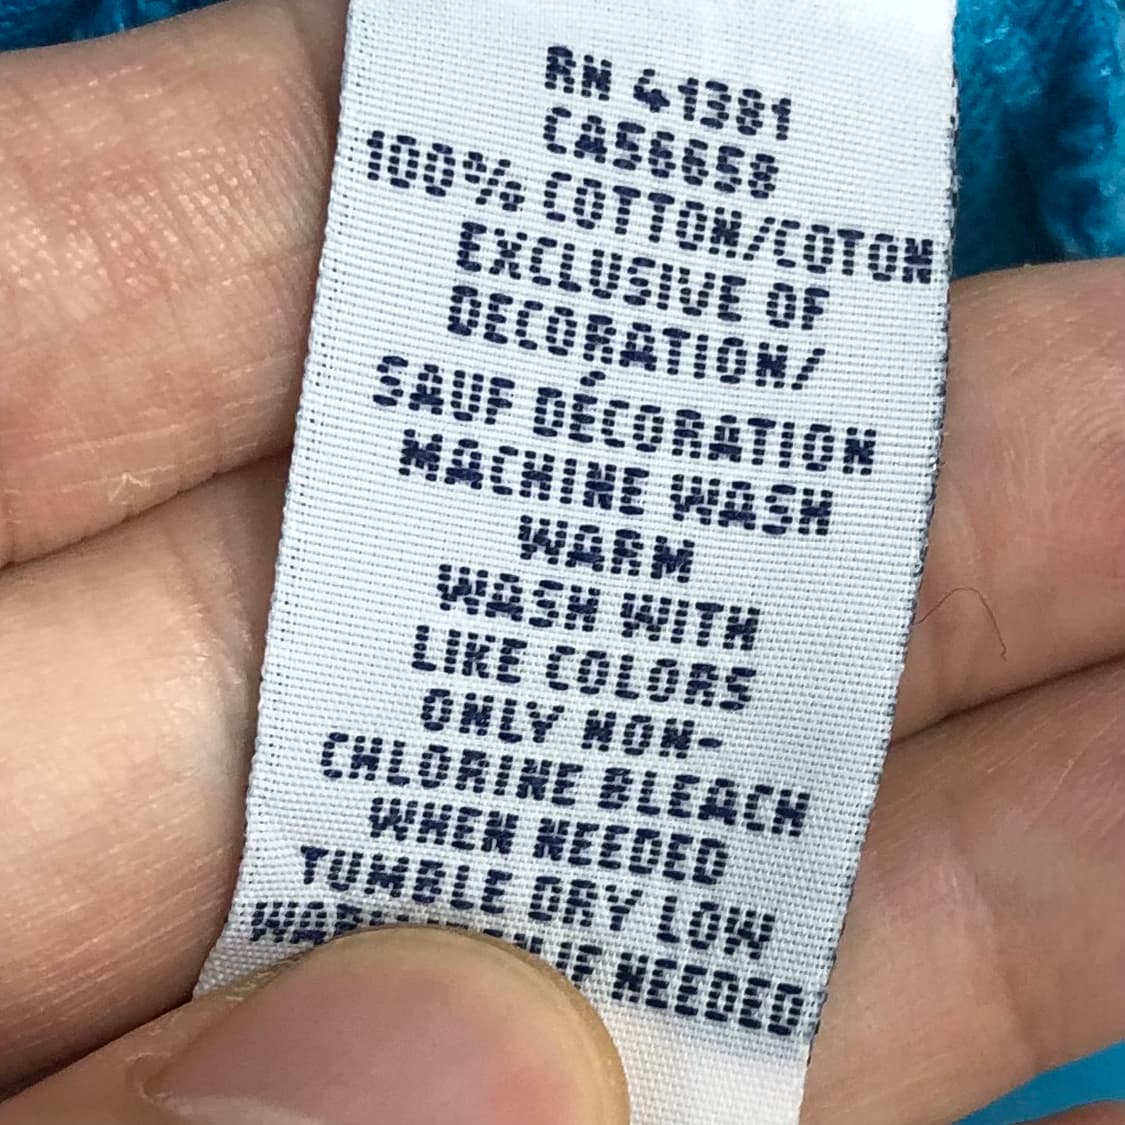 RN 41381
CA56658
100% COTTON/COTON
EXCLUSIVE OF
DECORATION/
SAUF DÉCORATION
MACHINE WASH
WARM
WASH WITH
LIKE COLORS
ONLY NON-
CHLORINE BLEACH
WHEN NEEDED
TUMBLE DRY LOW
IF NEEDED